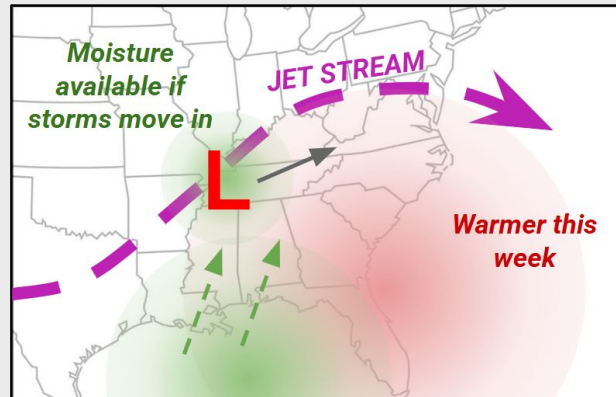 Moisture
available if
storms move in
JET STREAM
L
Warmer this
week